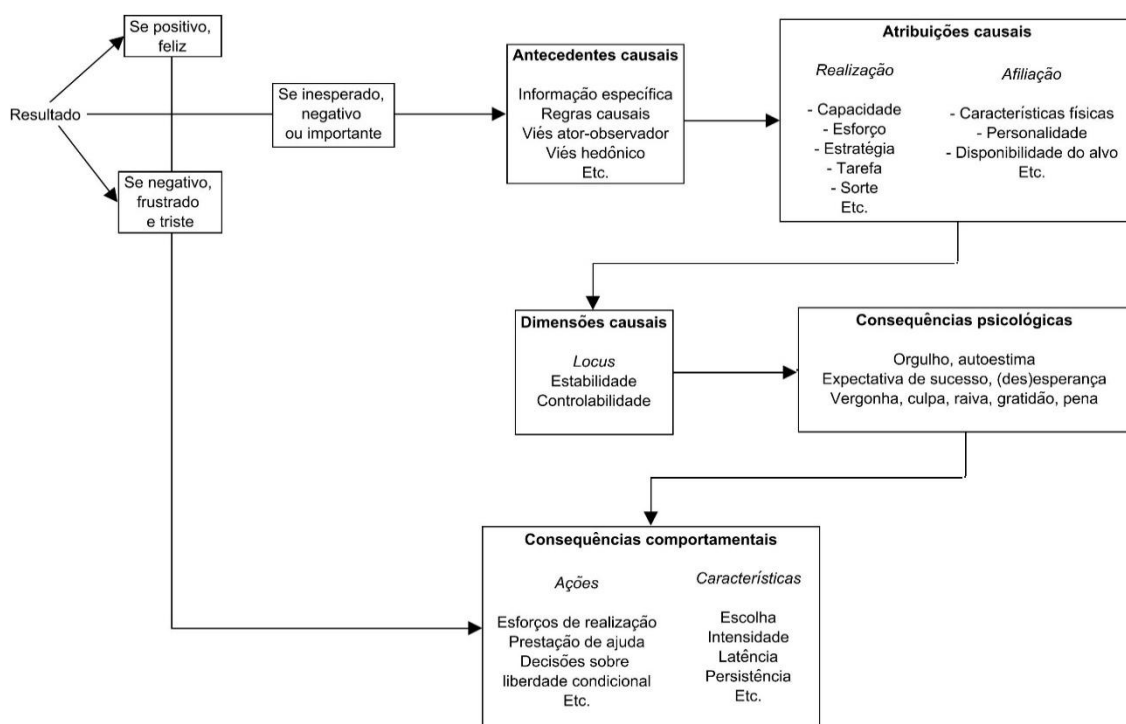 Se positivo,
feliz
Resultado
Se inesperado,
negativo
ou importante
Se negativo,
frustrado
e triste
Antecedentes causais
Informação específica
Regras causais
Viés ator-observador
Viés hedônico
Etc.
Atribuições causais
Realização
- Capacidade
- Esforço
- Estratégia
- Tarefa
- Sorte
Etc.
Afiliação
- Características físicas
- Personalidade
- Disponibilidade do alvo
Etc.
Dimensões causais
Locus
Estabilidade
Controlabilidade
Consequências psicológicas
Orgulho, autoestima
Expectativa de sucesso, (des)esperança
Vergonha, culpa, raiva, gratidão, pena
Consequências comportamentais
Ações
Esforços de realização
Prestação de ajuda
Decisões sobre
liberdade condicional
Etc.
Características
Escolha
Intensidade
Latência
Persistência
Etc.